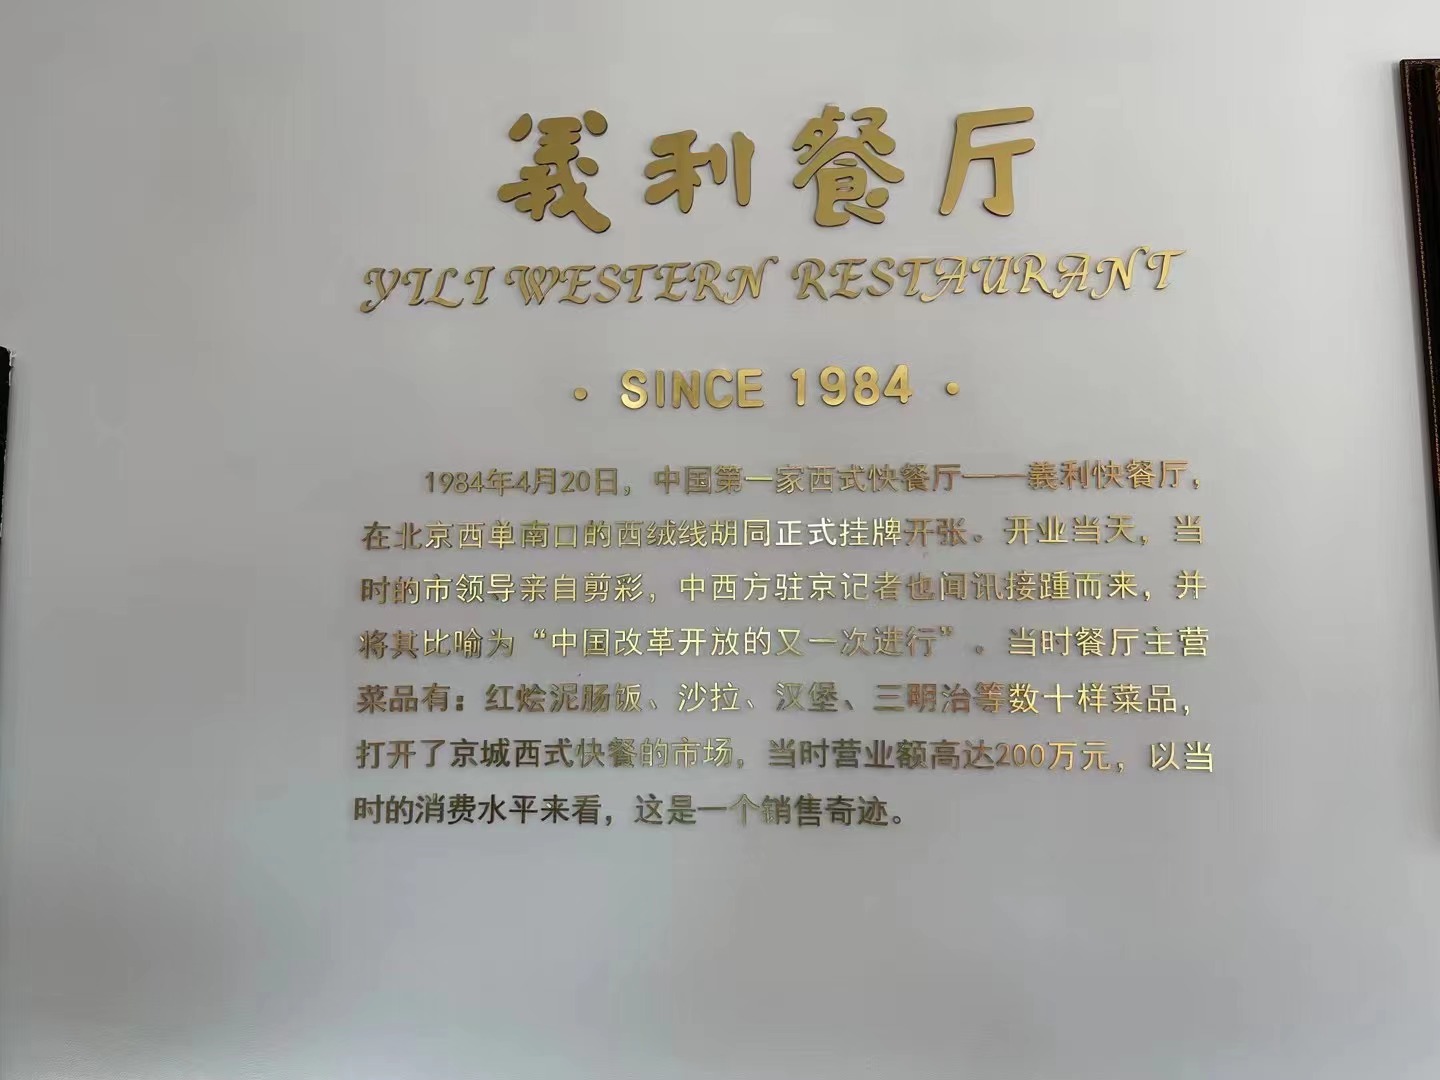 義利餐厅
YILI WESTERN RESTAURANT
· SINCE 1984 ·
1984年4月20日，中国第一家西式快餐厅——義利快餐厅，
在北京西单南口的西绒线胡同正式挂牌开张。开业当天，当
时的市领导亲自剪彩，中西方驻京记者也闻讯接踵而来，并
将其比喻为“中国改革开放的又一次进行”。当时餐厅主营
菜品有：红烩泥肠饭、沙拉、汉堡、三明治等数十样菜品，
打开了京城西式快餐的市场，当时营业额高达200万元，以当
时的消费水平来看，这是一个销售奇迹。